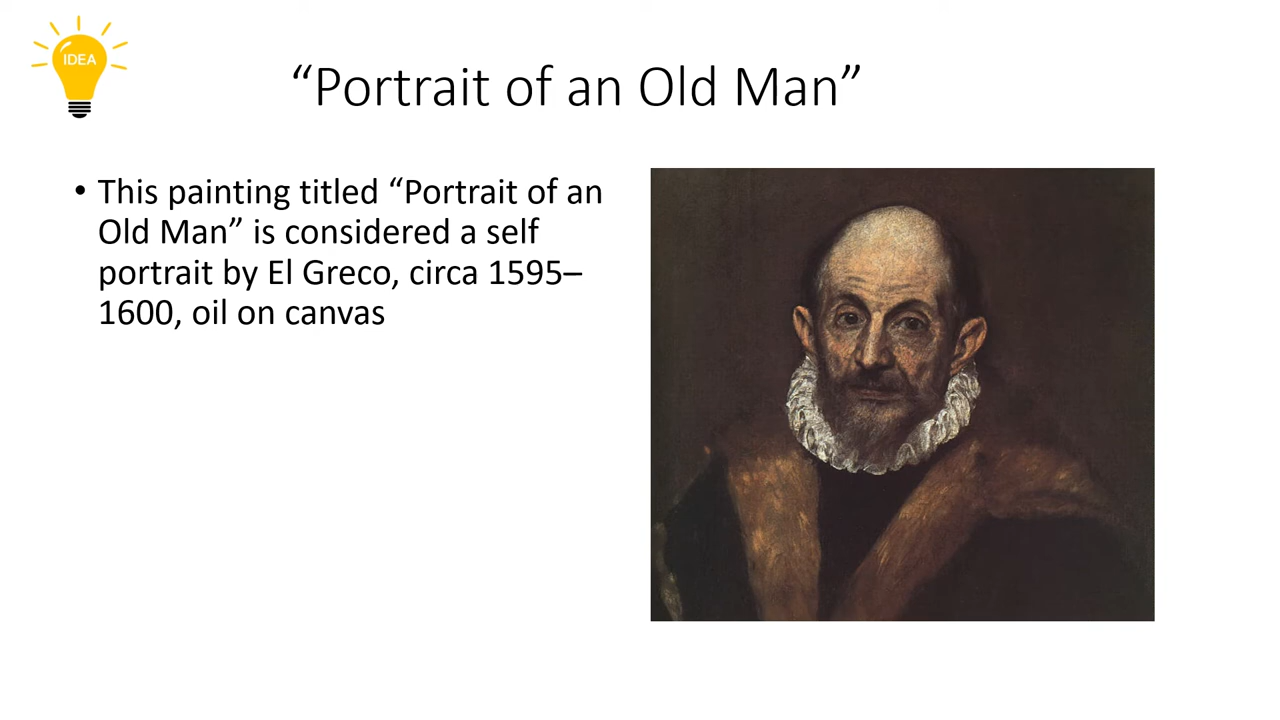 IDEA
“Portrait of an Old Man”
• This painting titled “Portrait of an
Old Man” is considered a self
portrait by El Greco, circa 1595–
1600, oil on canvas